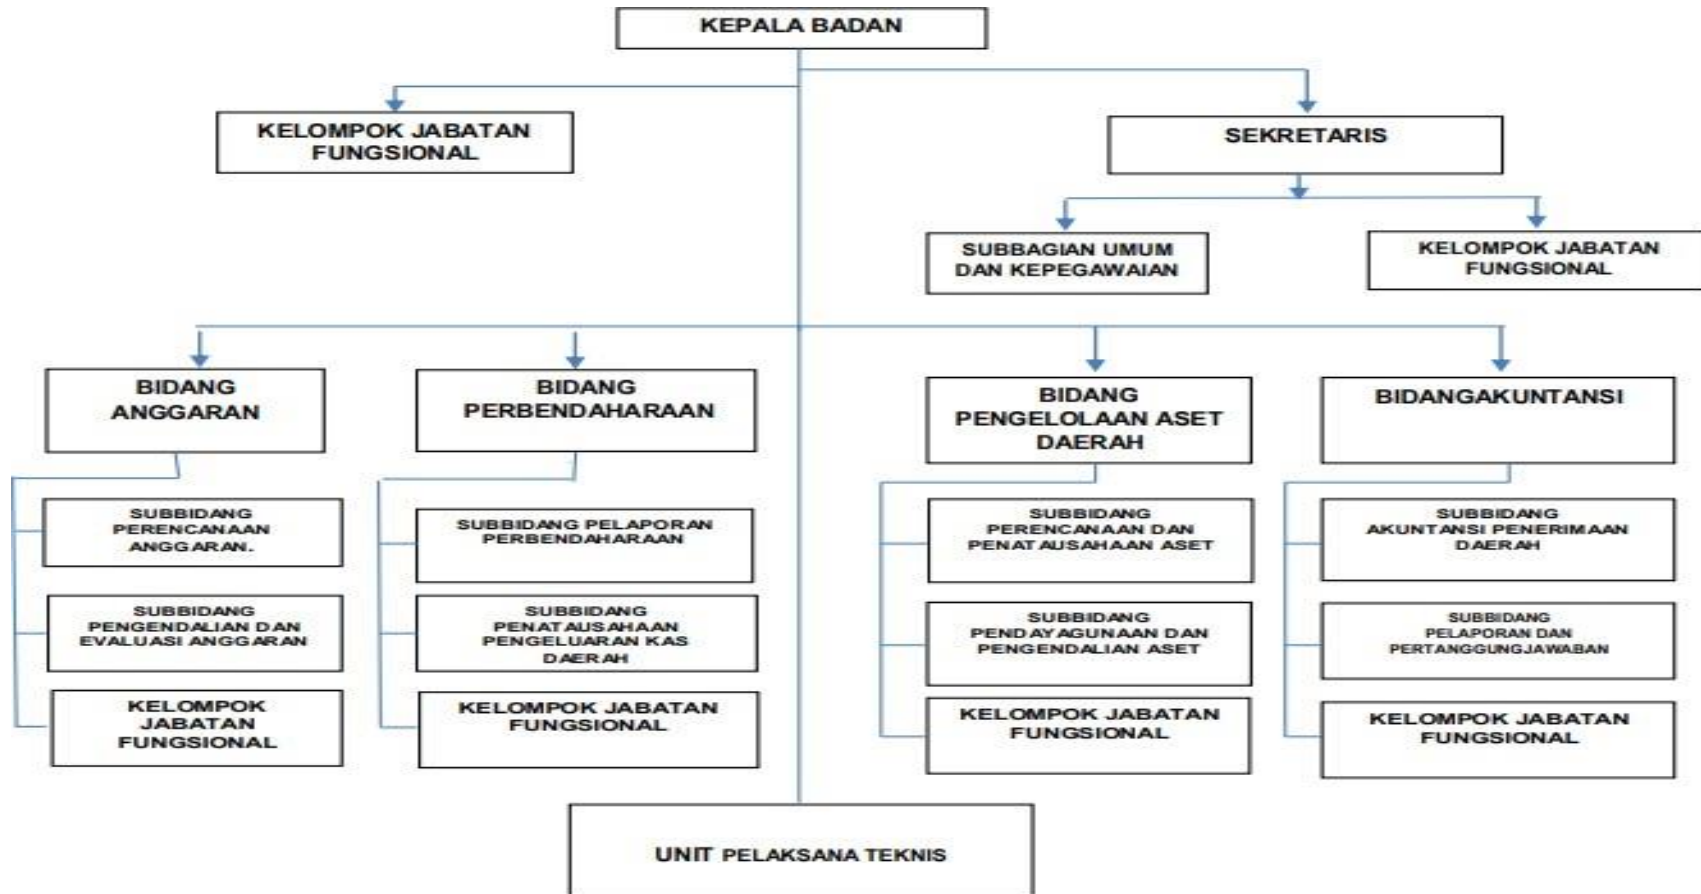 KEPALA BADAN
KELOMPOK JABATAN
FUNGSIONAL
SEKRETARIS
SUBBAGIAN UMUM
DAN KEPEGAWAIAN
KELOMPOK JABATAN
FUNGSIONAL
BIDANG
ANGGARAN
BIDANG
PERBENDAHARAAN
BIDANG
PENGELOLAAN ASET
DAERAH
BIDANGAKUNTANSI
SUBBIDANG
PERENCANAAN
ANGGARAN.
SUBBIDANG PELAPORAN
PERBENDAHARAAN
SUBBIDANG
PERENCANAAN DAN
PENATAUSAHAAN ASET
SUBBIDANG
AKUNTANSI PENERIMAAN
DAERAH
SUBBIDANG
PENGENDALIAN DAN
EVALUASI ANGGARAN
SUBBIDANG
PENATAUSAHAAN
PENGELUARAN KAS
DAERAH
SUBBIDANG
PENDAYAGUNAAN DAN
PENGENDALIAN ASET
SUBBIDANG
PELAPORAN DAN
PERTANGGUNGJAWABAN
KELOMPOK
JABATAN
FUNGSIONAL
KELOMPOK JABATAN
FUNGSIONAL
KELOMPOK JABATAN
FUNGSIONAL
KELOMPOK JABATAN
FUNGSIONAL
UNIT PELAKSANA TEKNIS